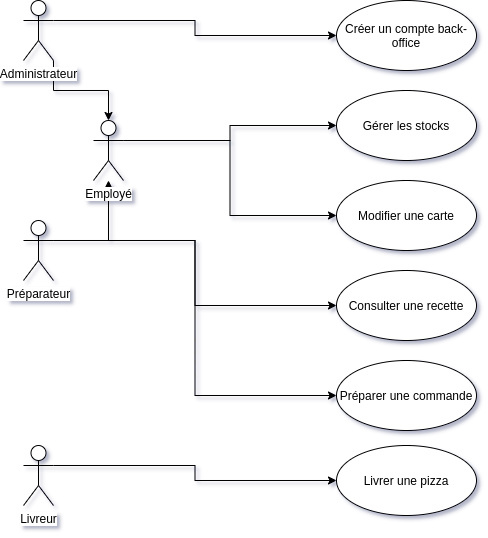 Créer un compte back-
office
Administrateur
Gérer les stocks
Employé
Modifier une carte
Préparateur
Consulter une recette
Préparer une commande
Livrer une pizza
Livreur